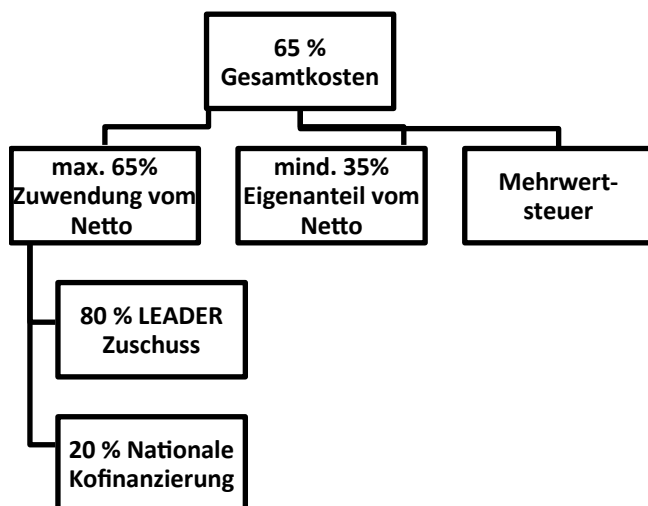 65 %
Gesamtkosten
max. 65%
Zuwendung vom
Netto
mind. 35%
Eigenanteil vom
Netto
Mehrwert-
steuer
80 % LEADER
Zuschuss
20 % Nationale
Kofinanzierung